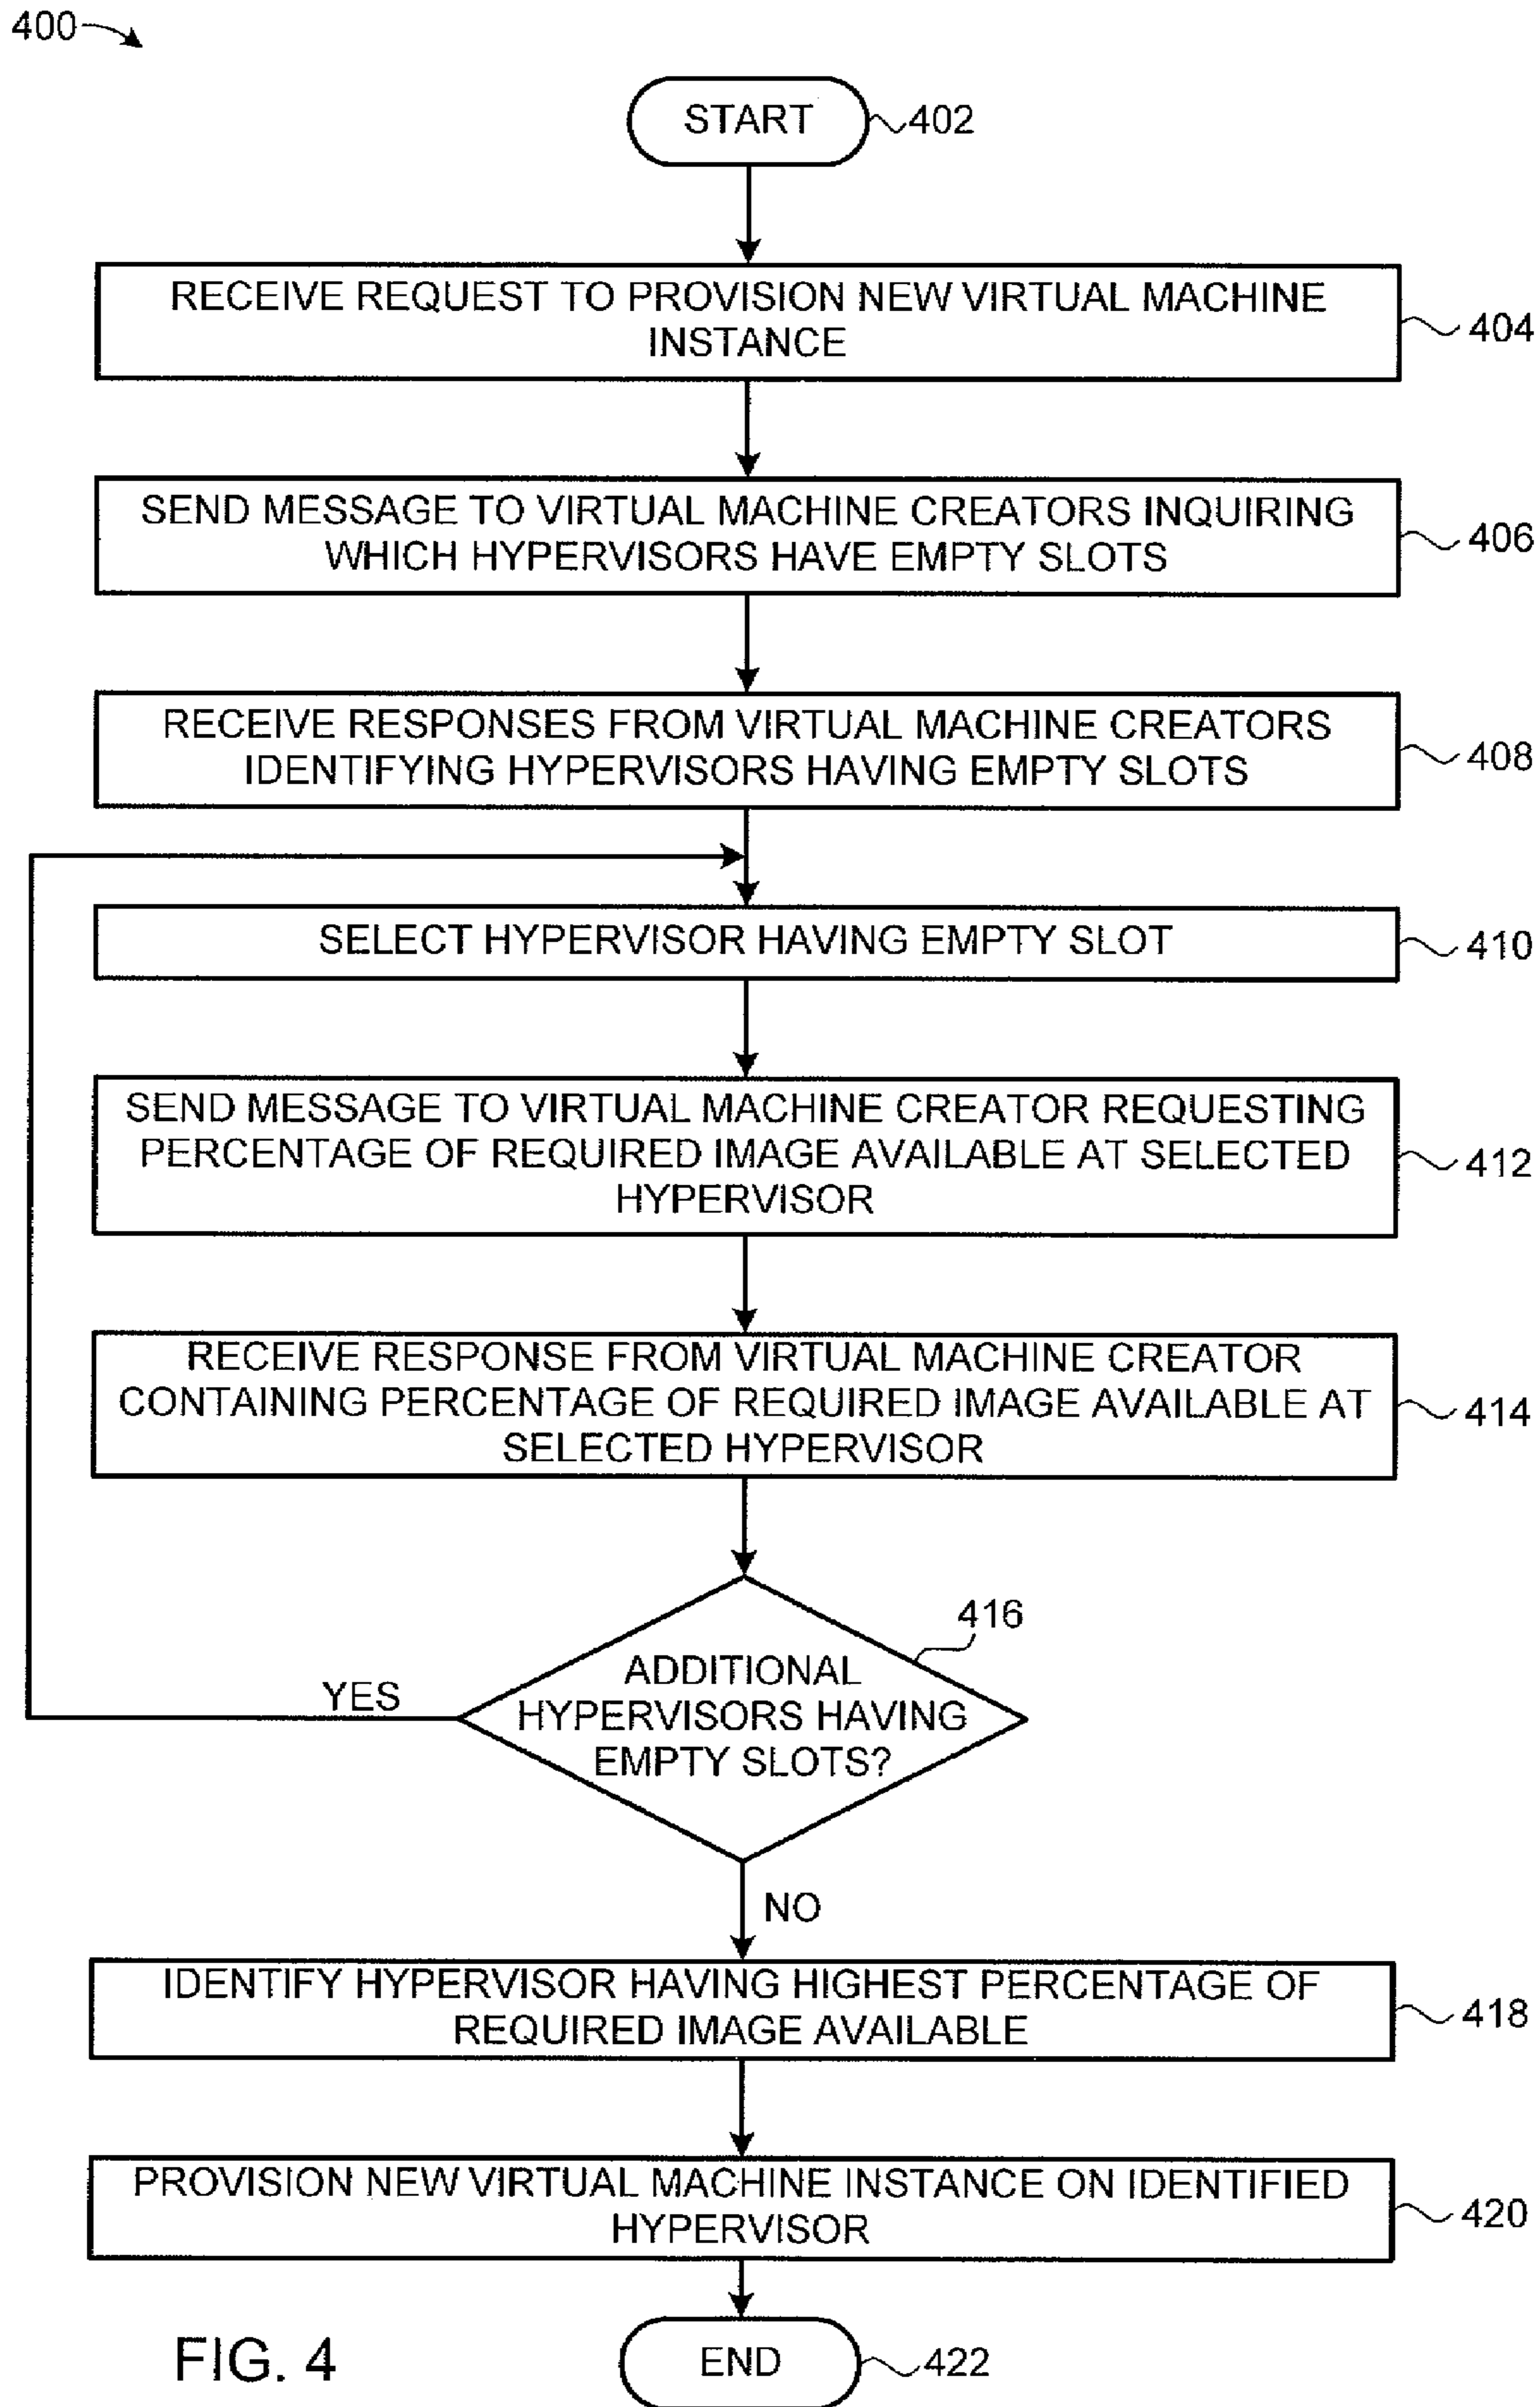 400
START
402
RECEIVE REQUEST TO PROVISION NEW VIRTUAL MACHINE
INSTANCE
404
SEND MESSAGE TO VIRTUAL MACHINE CREATORS INQUIRING
WHICH HYPERVISORS HAVE EMPTY SLOTS
406
RECEIVE RESPONSES FROM VIRTUAL MACHINE CREATORS
IDENTIFYING HYPERVISORS HAVING EMPTY SLOTS
408
SELECT HYPERVISOR HAVING EMPTY SLOT
410
SEND MESSAGE TO VIRTUAL MACHINE CREATOR REQUESTING
PERCENTAGE OF REQUIRED IMAGE AVAILABLE AT SELECTED
HYPERVISOR
412
RECEIVE RESPONSE FROM VIRTUAL MACHINE CREATOR
CONTAINING PERCENTAGE OF REQUIRED IMAGE AVAILABLE AT
SELECTED HYPERVISOR
414
416
ADDITIONAL
HYPERVISORS HAVING
EMPTY SLOTS?
YES
NO
IDENTIFY HYPERVISOR HAVING HIGHEST PERCENTAGE OF
REQUIRED IMAGE AVAILABLE
418
PROVISION NEW VIRTUAL MACHINE INSTANCE ON IDENTIFIED
HYPERVISOR
420
END
422
FIG. 4